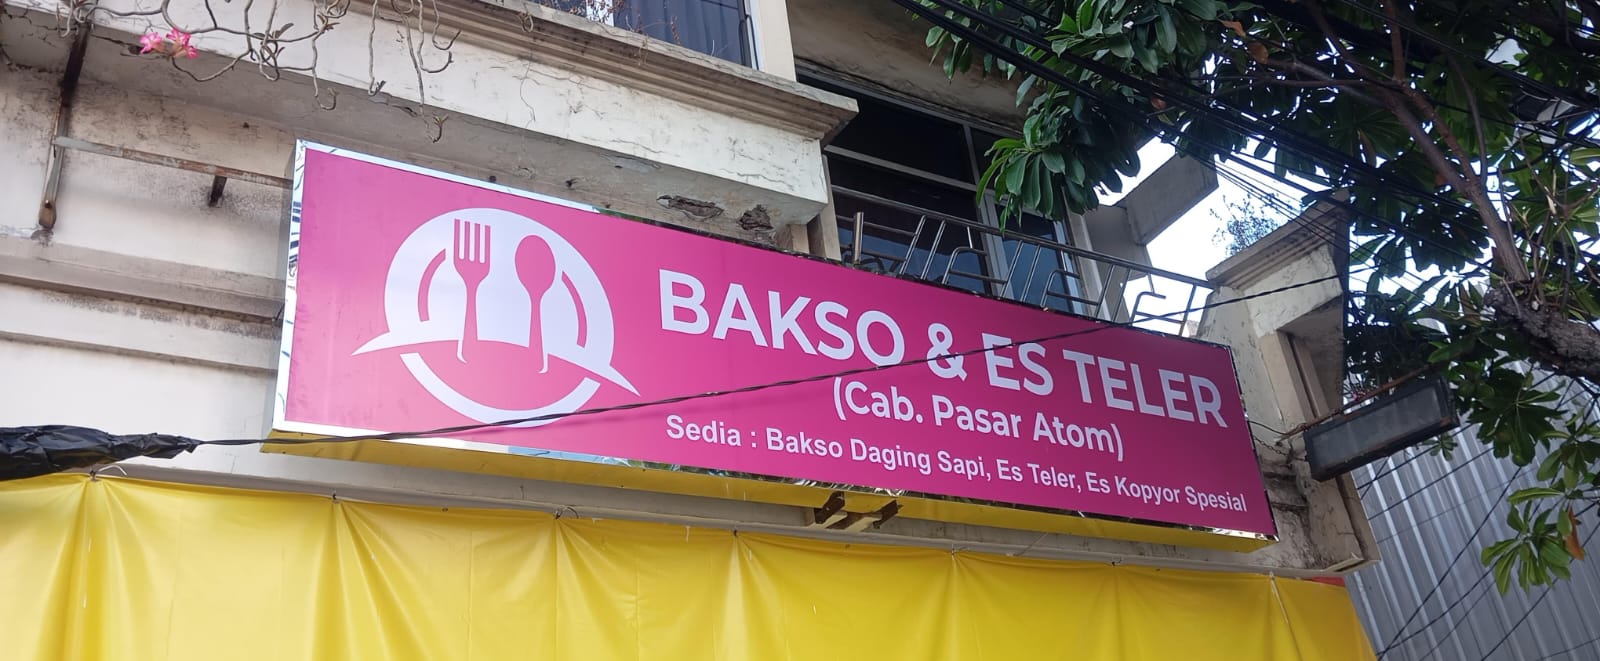 BAKSO & ES TELER
(Cab. Pasar Atom)
Sedia : Bakso Daging Sapi, Es Teler, Es Kopyor Spesial